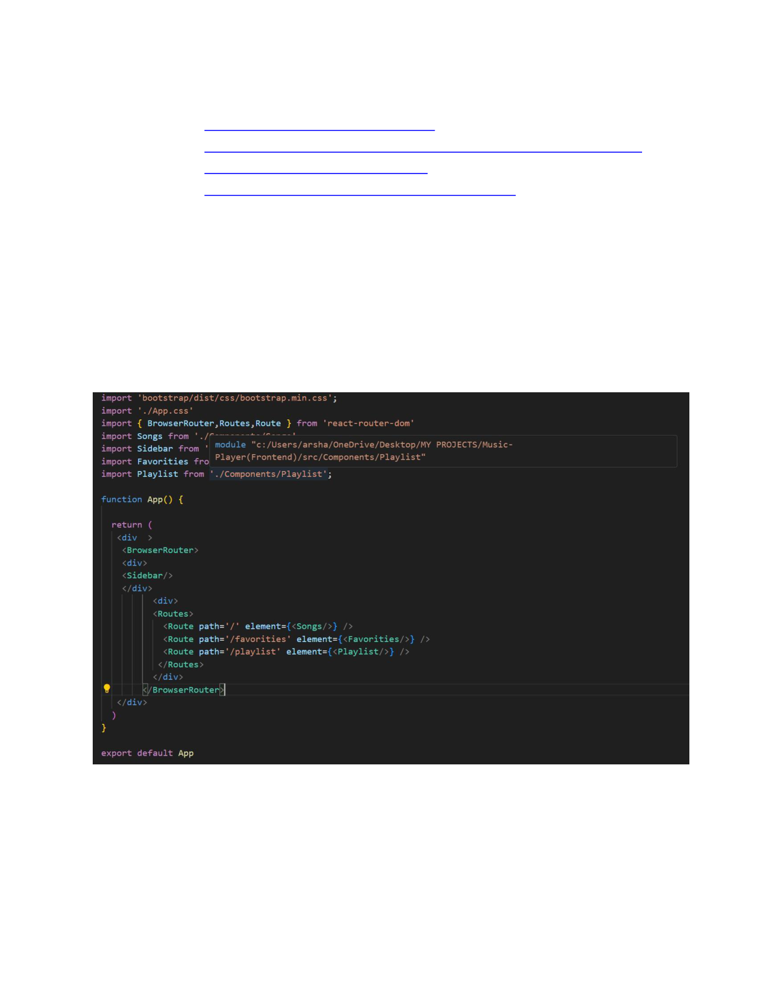 import 'bootstrap/dist/css/bootstrap.min.css';
import './App.css'
import { BrowserRouter,Routes,Route } from 'react-router-dom'
import Songs from './
import Sidebar from '
import Favorities fro
module "c:/Users/arsha/OneDrive/Desktop/MY PROJECTS/Music-
Player(Frontend)/src/Components/Playlist"
import Playlist from './Components/Playlist';
function App() {
return (
<div  >
<BrowserRouter>
<div>
<Sidebar/>
</div>
<div>
<Routes>
<Route path='/' element={<Songs/>} />
<Route path='/favorities' element={<Favorities/>} />
<Route path='/playlist' element={<Playlist/>} />
</Routes>
</div>
</BrowserRouter>
</div>
)
}
export default App